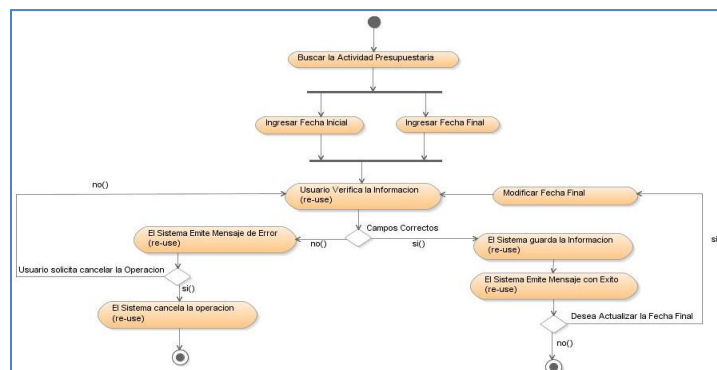 Buscar la Actividad Presupuestaria
Ingresar Fecha Inicial
Ingresar Fecha Final
no()
Usuario Verifica la Informacion
(re-use)
Modificar Fecha Final
Campos Correctos
El Sistema Emite Mensaje de Error
(re-use)
no()
si()
El Sistema guarda la Informacion
(re-use)
si
Usuario solicita cancelar la Operacion
si()
El Sistema Emite Mensaje con Exito
(re-use)
El Sistema cancela la operacion
(re-use)
Desea Actualizar la Fecha Final
no()